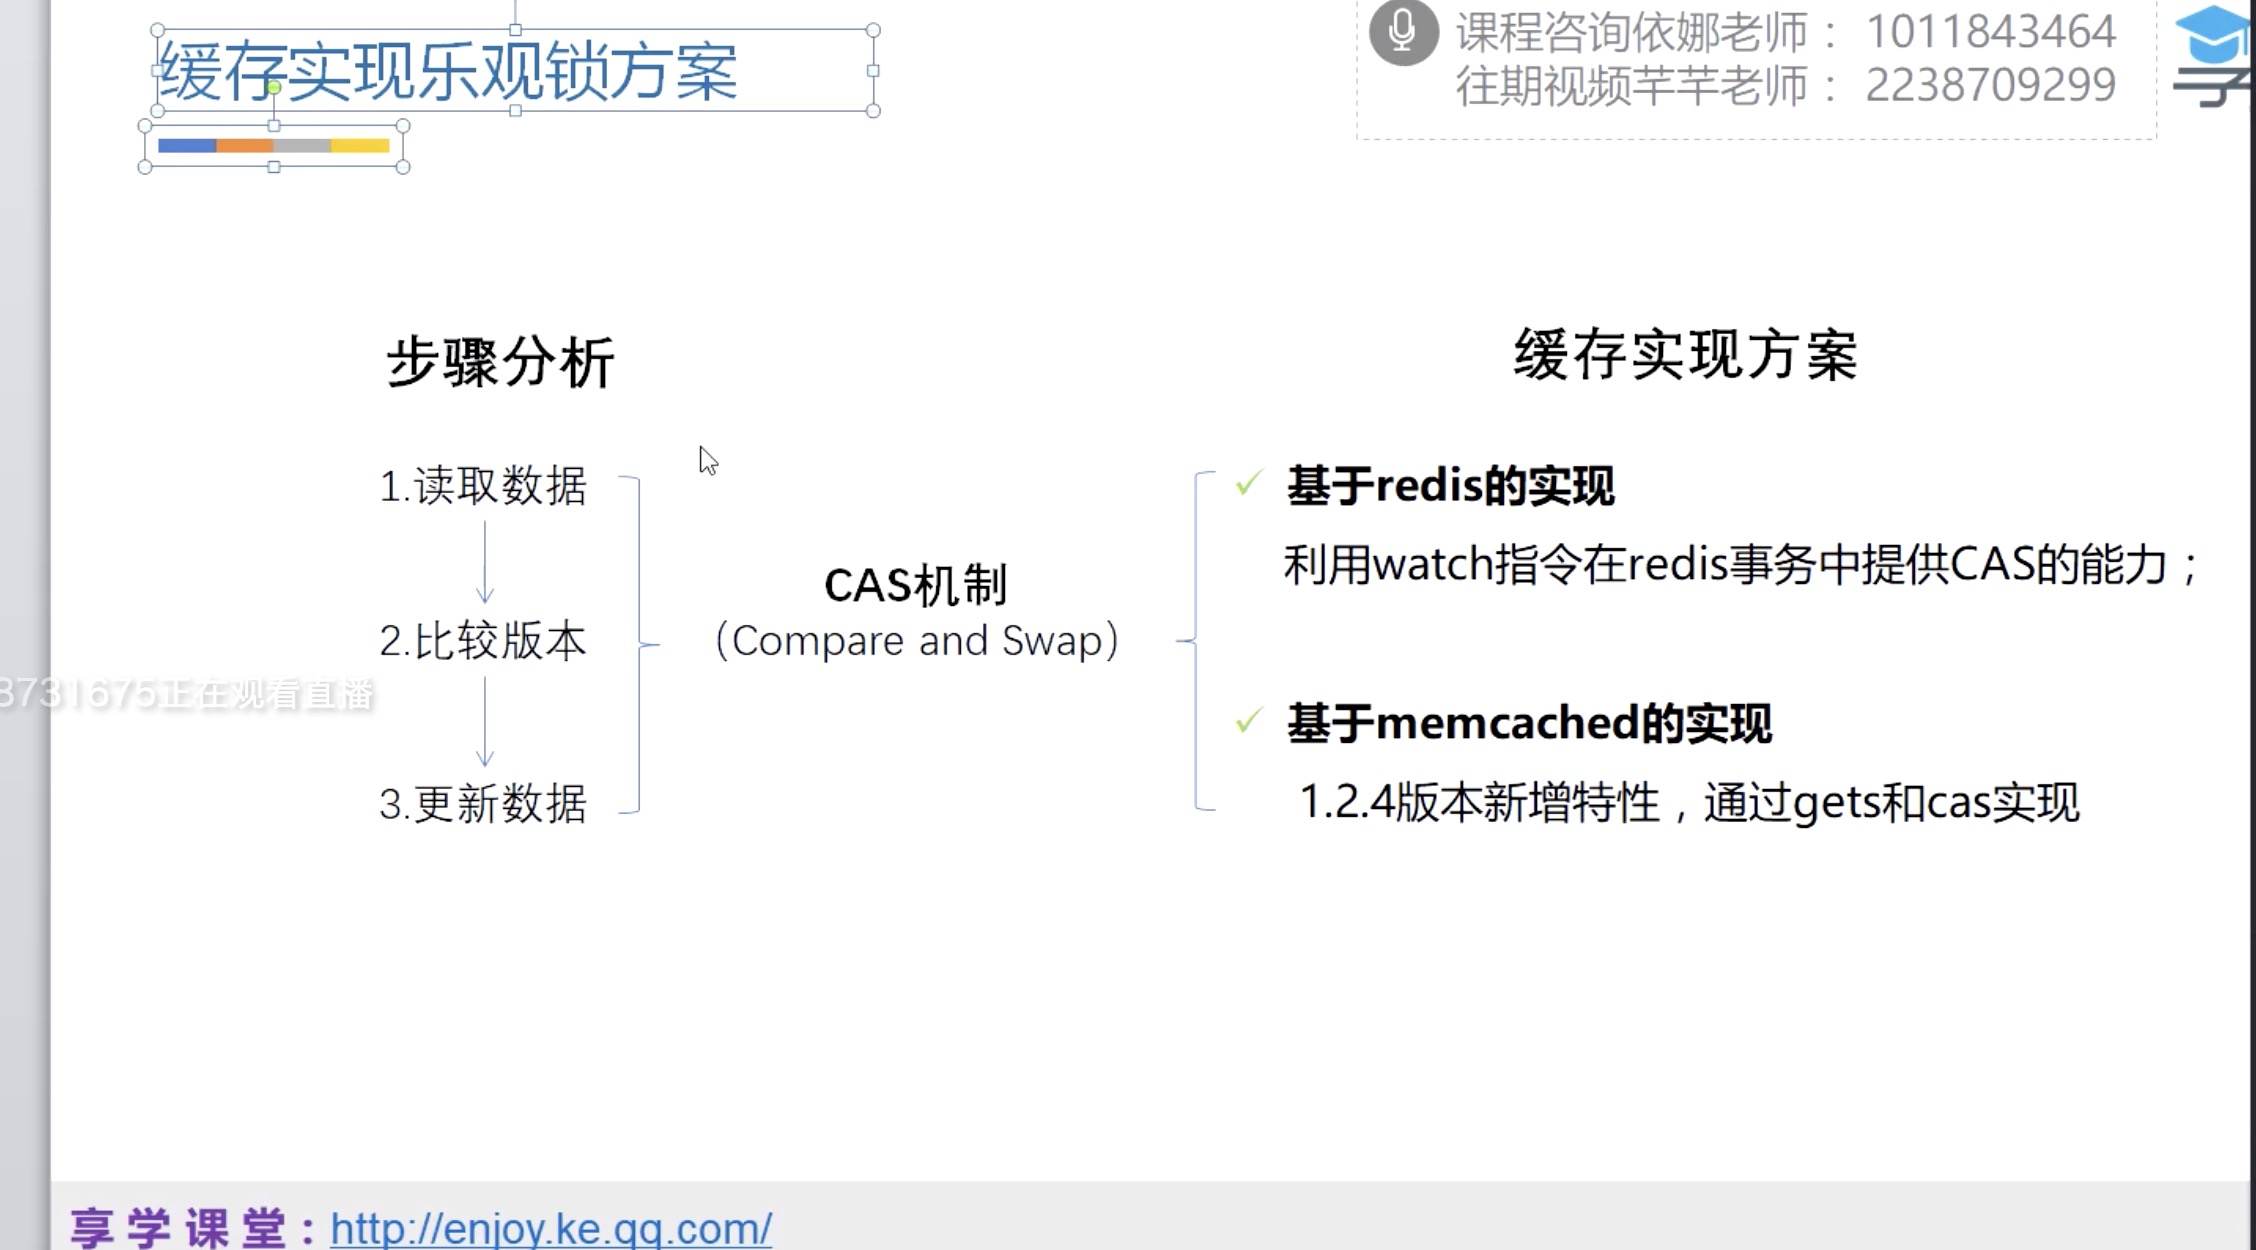 缓存实现乐观锁方案
课程咨询依娜老师：1011843464
往期视频芊芊老师：2238709299
步骤分析
1.读取数据
2.比较版本
3.更新数据
CAS机制
（Compare and Swap）
缓存实现方案
✓ 基于redis的实现
利用watch指令在redis事务中提供CAS的能力；
✓ 基于memcached的实现
1.2.4版本新增特性，通过gets和cas实现
8731675正在观看直播
享学课堂：http://enjoy.ke.qq.com/